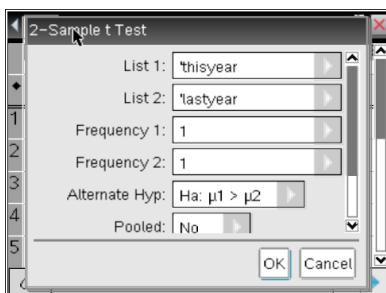 2-Sample t Test
List 1: 'thisyear
List 2: 'lastyear
Frequency 1: 1
Frequency 2: 1
Alternate Hyp: Ha: μ1 > μ2
Pooled: No
OK Cancel
1
2
3
4
5